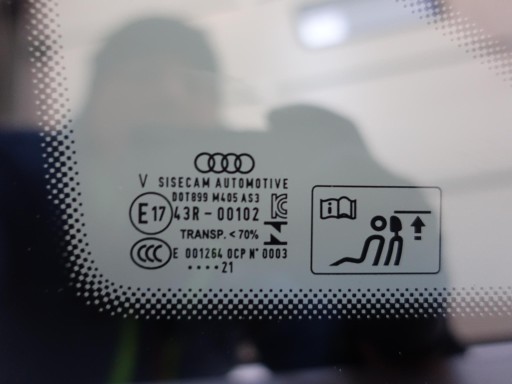 V SISECAM AUTOMOTIVE
DOT899 M405 AS3
E17 43R-00102
TRANSP. <70%
CCC E 001264 OCP N° 0003
•••• 21